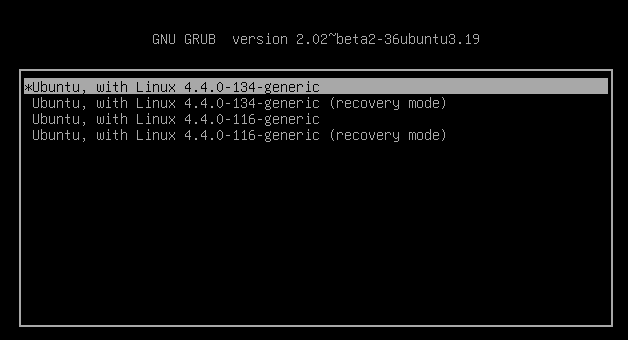 GNU GRUB  version 2.02~beta2-36ubuntu3.19
*Ubuntu, with Linux 4.4.0-134-generic
Ubuntu, with Linux 4.4.0-134-generic (recovery mode)
Ubuntu, with Linux 4.4.0-116-generic
Ubuntu, with Linux 4.4.0-116-generic (recovery mode)